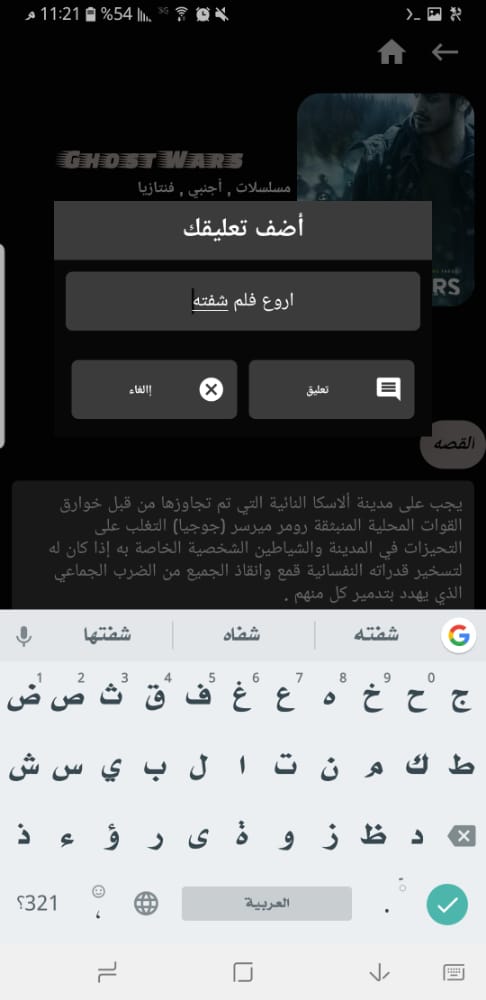 م 11:21 %54 5G
GHOST WARS
مسلسلات , أجنبي , فنتازيا
RS
أضف تعليقك
اروع فلم شفته
تعليق
إالغاء
القصه
يجب على مدينة ألاسكا النائية التي تم تجاوزها من قبل خوارق
القوات المحلية المنبثقة رومر ميرسر (جوجيا) التغلب على
التحيزات في المدينة والشياطين الشخصية الخاصة به إذا كان له
لتسخير قدراته النفسانية قمع وانقاذ الجميع من الضرب الجماعي
الذي يهدد بتدمير كل منهم .
شفته شفاه شفتها
ج ح خ ه ع غ ف ق ث ص ض
0 9 8 7 6 5 4 3 2 1
ط ك م ن ت ا ل ب ي س ش
د ظ ز و ة ى ر ؤ ء ذ
؟321 ، العربية .